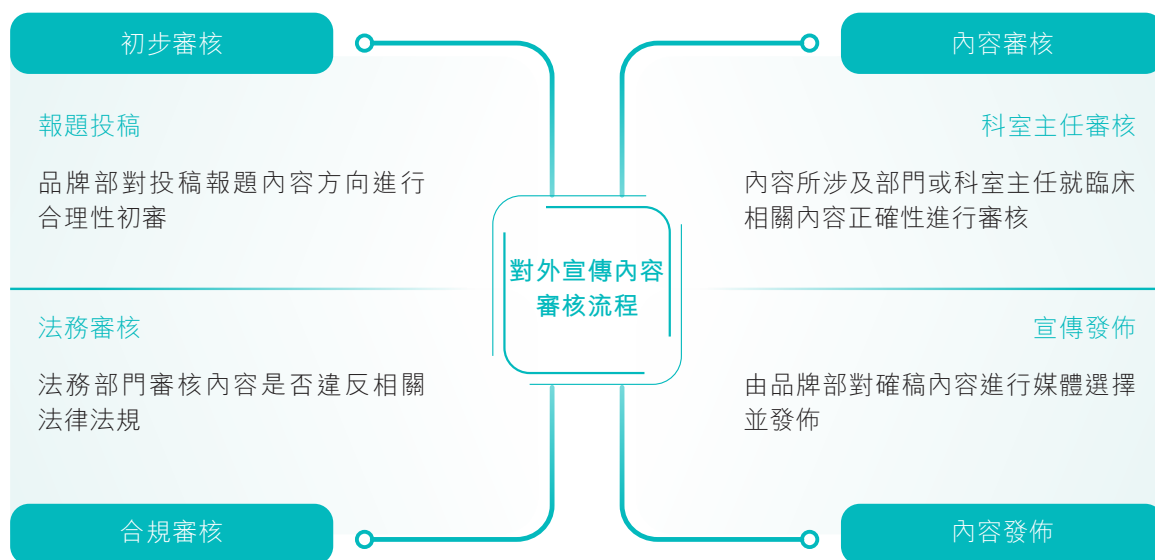 初步審核
報題投稿
品牌部對投稿報題內容方向進行
合理性初審
內容審核
科室主任審核
內容所涉及部門或科室主任就臨床
相關內容正確性進行審核
對外宣傳內容
審核流程
法務審核
法務部門審核內容是否違反相關
法律法規
合規審核
宣傳發佈
由品牌部對確稿內容進行媒體選擇
並發佈
內容發佈